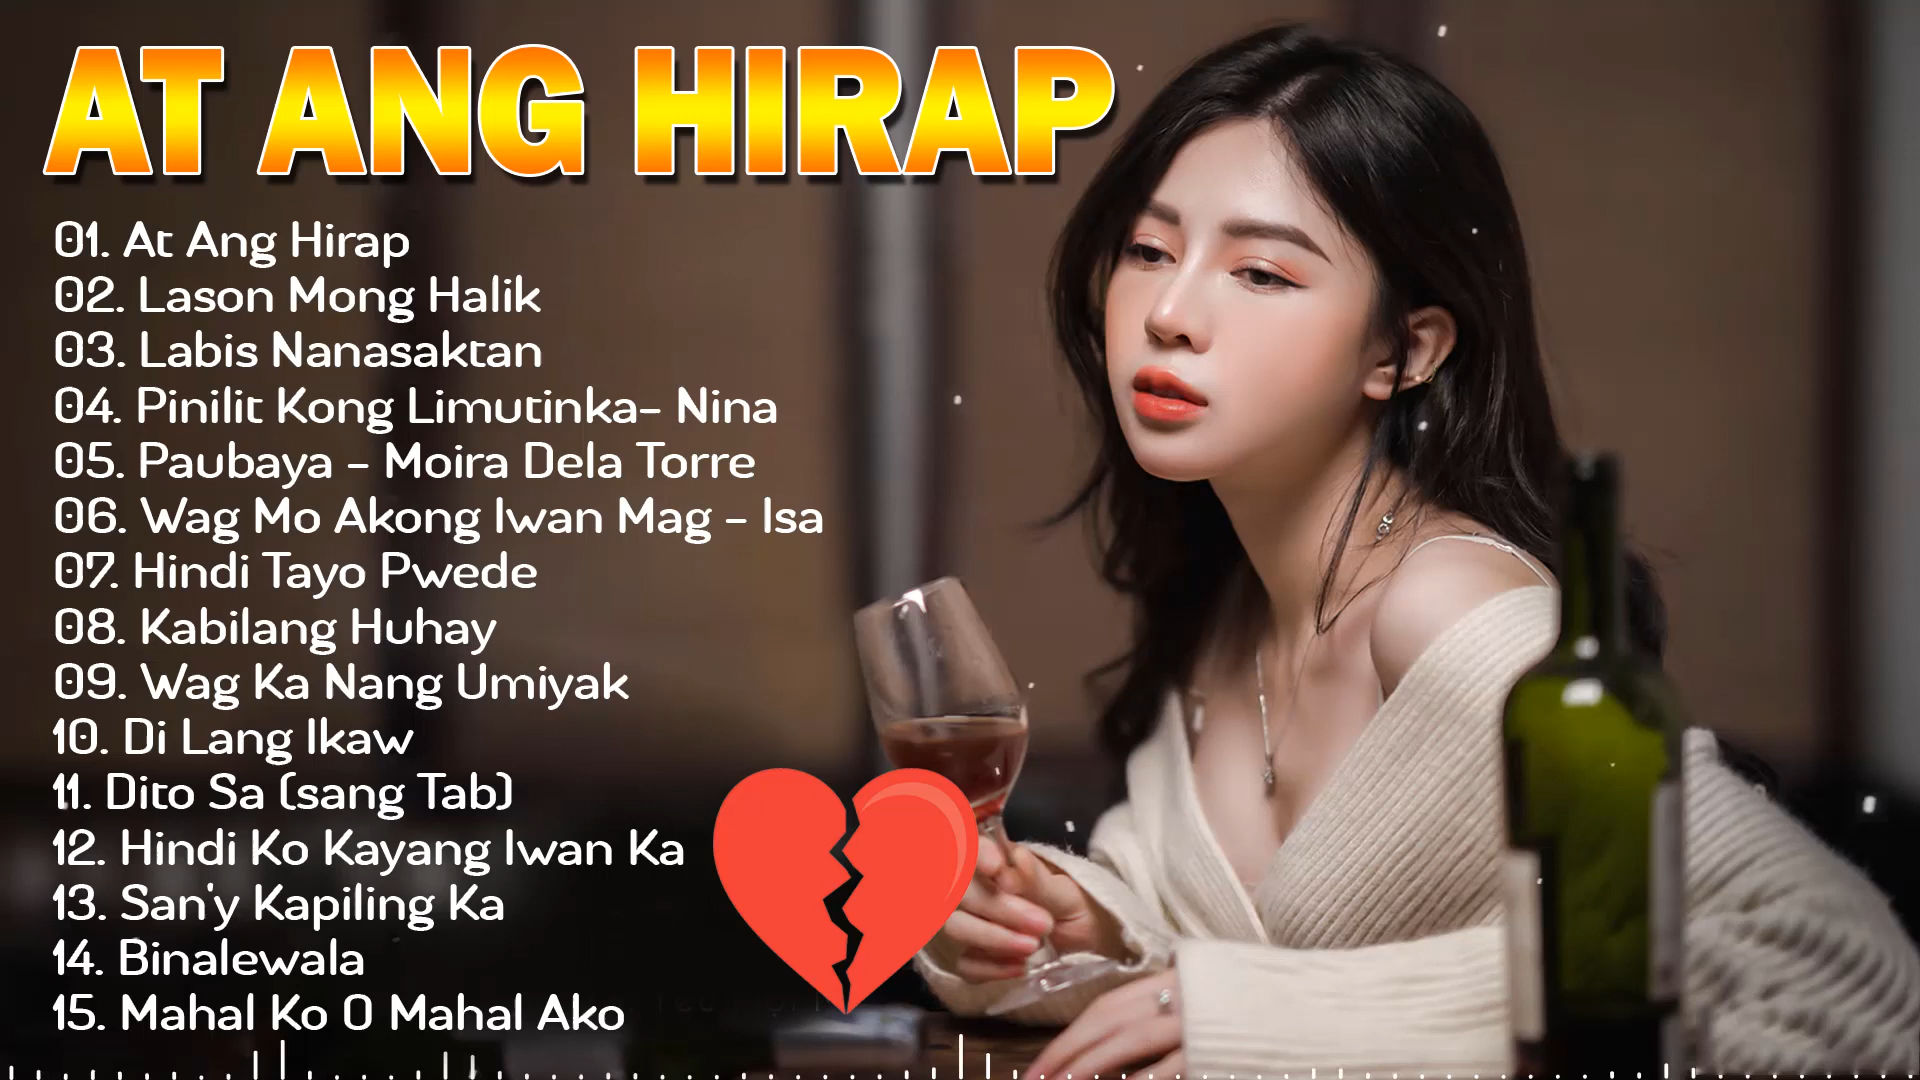 AT ANG HIRAP
01. At Ang Hirap
02. Lason Mong Halik
03. Labis Nanasaktan
04. Pinilit Kong Limutinka- Nina
05. Paubaya - Moira Dela Torre
06. Wag Mo Akong Iwan Mag - Isa
07. Hindi Tayo Pwede
08. Kabilang Huhay
09. Wag Ka Nang Umiyak
10. Di Lang Ikaw
11. Dito Sa (sang Tab)
12. Hindi Ko Kayang Iwan Ka
13. San'y Kapiling Ka
14. Binalewala
15. Mahal Ko O Mahal Ako